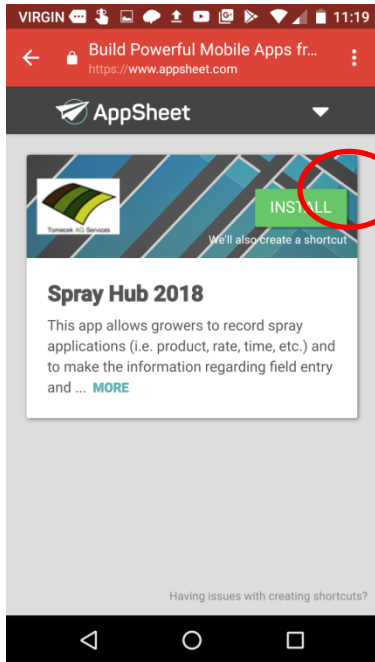 VIRGIN 11:19
Build Powerful Mobile Apps fr...
https://www.appsheet.com
AppSheet
Tomecek AG Services
INSTALL
We'll also create a shortcut
Spray Hub 2018
This app allows growers to record spray
applications (i.e. product, rate, time, etc.) and
to make the information regarding field entry
and ... MORE
Having issues with creating shortcuts?